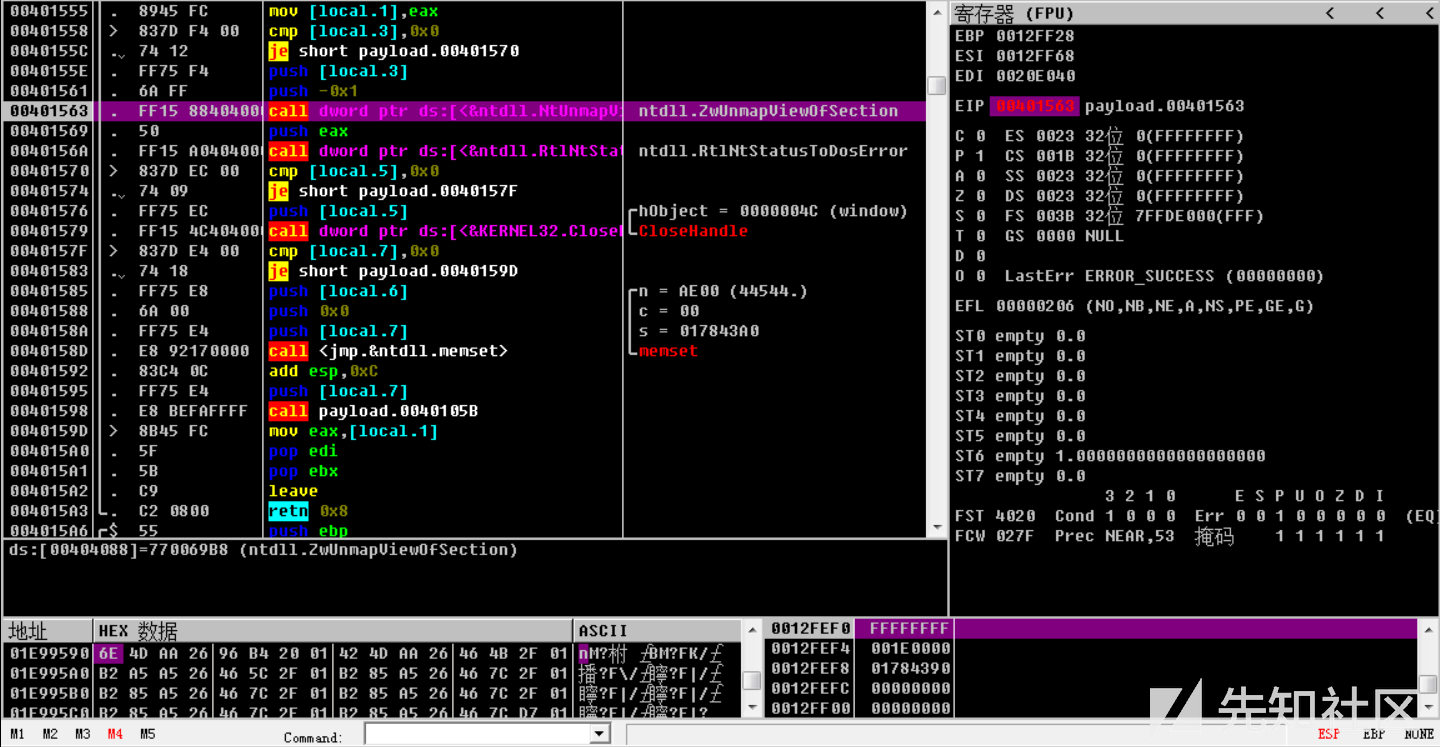 00401555 . 8945 FC mov [local.1],eax
00401558 > 837D F4 00 cmp [local.3],0x0
0040155C . 74 12 je short payload.00401570
0040155E . FF75 F4 push [local.3]
00401561 . 6A FF push -0x1
00401563 . FF15 88404000 call dword ptr ds:[<&ntdll.NtUnmapVi ntdll.ZwUnmapViewOfSection
00401569 . 50 push eax
0040156A . FF15 A0404000 call dword ptr ds:[<&ntdll.RtlNtStat ntdll.RtlNtStatusToDosError
00401570 > 837D EC 00 cmp [local.5],0x0
00401574 . 74 09 je short payload.0040157F
00401576 . FF75 EC push [local.5] hObject = 0000004C (window)
00401579 . FF15 4C404000 call dword ptr ds:[<&KERNEL32.CloseH CloseHandle
0040157F > 837D E4 00 cmp [local.7],0x0
00401583 . 74 18 je short payload.0040159D
00401585 . FF75 E8 push [local.6] n = AE00 (44544.)
00401588 . 6A 00 push 0x0 c = 00
0040158A . FF75 E4 push [local.7] s = 017843A0
0040158D . E8 92170000 call <jmp.&ntdll.memset> memset
00401592 . 83C4 0C add esp,0xC
00401595 . FF75 E4 push [local.7]
00401598 . E8 BEFAFFFF call payload.0040105B
0040159D > 8B45 FC mov eax,[local.1]
004015A0 . 5F pop edi
004015A1 . 5B pop ebx
004015A2 . C9 leave
004015A3 . C2 0800 retn 0x8
004015A6 $ 55 push ebp
ds:[00404088]=770069B8 (ntdll.ZwUnmapViewOfSection)
寄存器 (FPU) < < <
EBP 0012FF28
ESI 0012FF68
EDI 0020E040
EIP 00401563 payload.00401563
C 0 ES 0023 32位 0(FFFFFFFF)
P 1 CS 001B 32位 0(FFFFFFFF)
A 0 SS 0023 32位 0(FFFFFFFF)
Z 0 DS 0023 32位 0(FFFFFFFF)
S 0 FS 003B 32位 7FFDE000(FFF)
T 0 GS 0000 NULL
D 0
O 0 LastErr ERROR_SUCCESS (00000000)
EFL 00000206 (NO,NB,NE,A,NS,PE,GE,G)
ST0 empty 0.0
ST1 empty 0.0
ST2 empty 0.0
ST3 empty 0.0
ST4 empty 0.0
ST5 empty 0.0
ST6 empty 1.0000000000000000000
ST7 empty 0.0
3 2 1 0 E S P U O Z D I
FST 4020 Cond 1 0 0 0 Err 0 0 1 0 0 0 0 0 (EQ)
FCW 027F Prec NEAR,53 掩码 1 1 1 1 1 1
地址 HEX 数据 ASCII
01E99590 6E 4D AA 26 96 B4 20 01 42 4D AA 26 46 4B 2F 01
01E995A0 B2 A5 A5 26 46 5C 2F 01 B2 85 A5 26 46 7C 2F 01
01E995B0 B2 85 A5 26 46 7C 2F 01 B2 85 A5 26 46 7C 2F 01
01E995C0 B2 85 A5 26 46 7C 2F 01 B2 85 A5 26 46 7C D7 01
0012FEF0 FFFFFFFF
0012FEF4 001E0000
0012FEF8 01784390
0012FEFC 00000000
0012FF00 00000000
先知社区
M1 M2 M3 M4 M5 Command: ESP EBP NONE